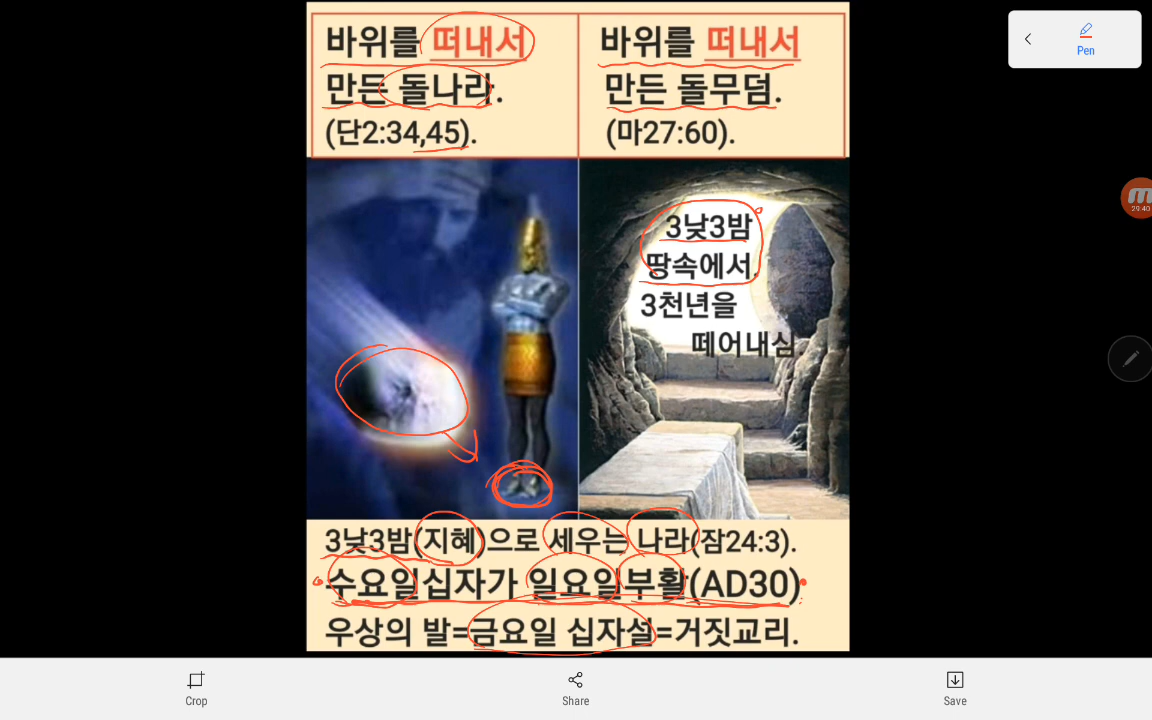 바위를 떠내서
만든 돌나라.
(단2:34,45).
바위를 떠내서
만든 돌무덤.
(마27:60).
3낮3밤
땅속에서.
3천년을
떼어내심
3낮3밤(지혜)으로 세우는 나라(잠24:3).
수요일십자가 일요일부활(AD30)
우상의 발=금요일 십자설=거짓교리.
Pen
29:40
Crop
Share
Save